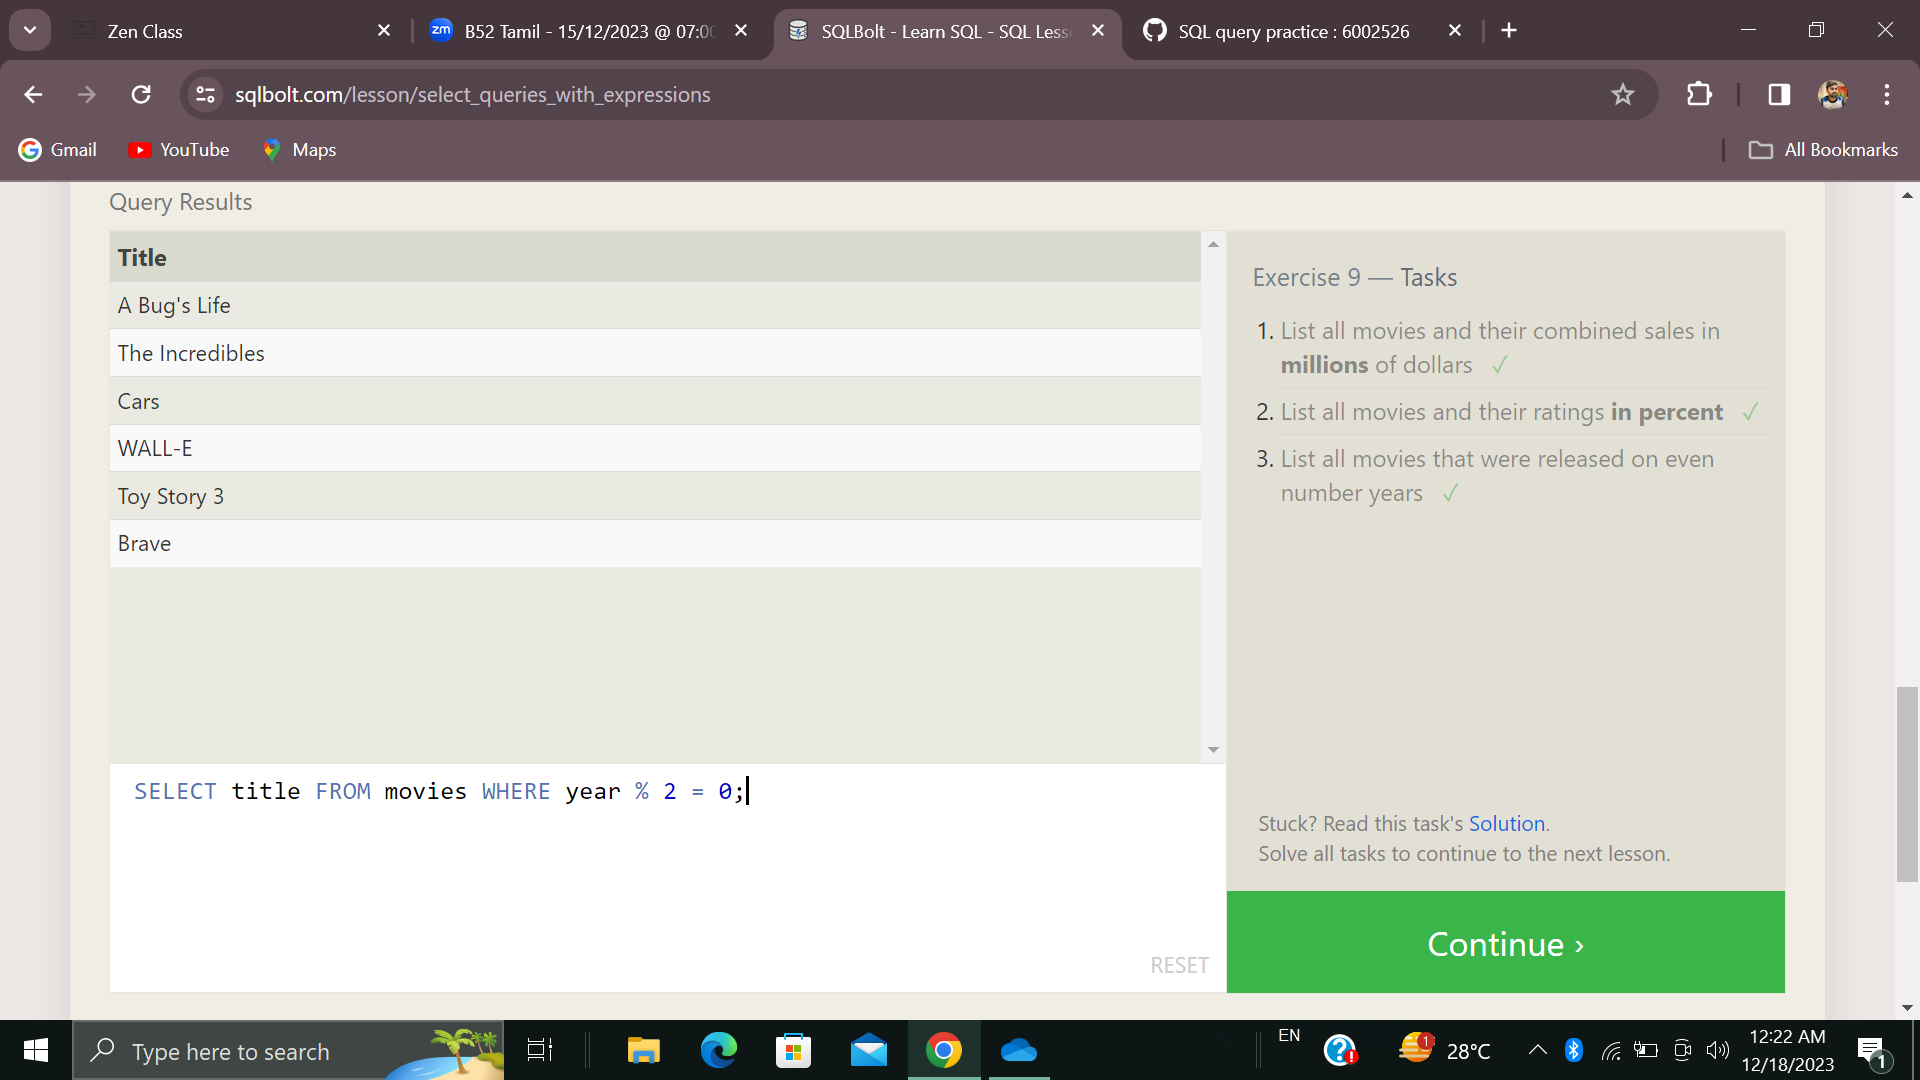 Zen Class
zm B52 Tamil - 15/12/2023 @ 07:00
SQLBolt - Learn SQL - SQL Less
SQL query practice : 6002526
sqlbolt.com/lesson/select_queries_with_expressions
Gmail
YouTube
Maps
All Bookmarks
Query Results
Title
A Bug's Life
The Incredibles
Cars
WALL-E
Toy Story 3
Brave
SELECT title FROM movies WHERE year % 2 = 0;
RESET
Exercise 9 — Tasks
1. List all movies and their combined sales in
millions of dollars ✓
2. List all movies and their ratings in percent ✓
3. List all movies that were released on even
number years ✓
Stuck? Read this task's Solution.
Solve all tasks to continue to the next lesson.
Continue ›
Type here to search
EN
1
28°C
12:22 AM
12/18/2023
1